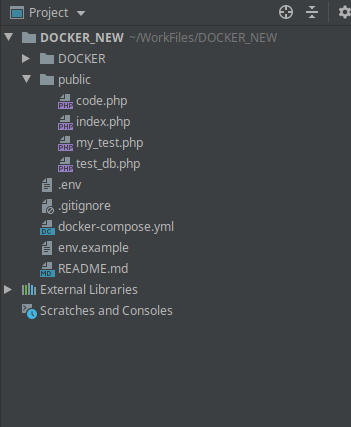 Project
DOCKER_NEW ~/WorkFiles/DOCKER_NEW
DOCKER
public
PHP code.php
PHP index.php
PHP my_test.php
PHP test_db.php
.env
.gitignore
DC docker-compose.yml
env.example
MD README.md
External Libraries
Scratches and Consoles